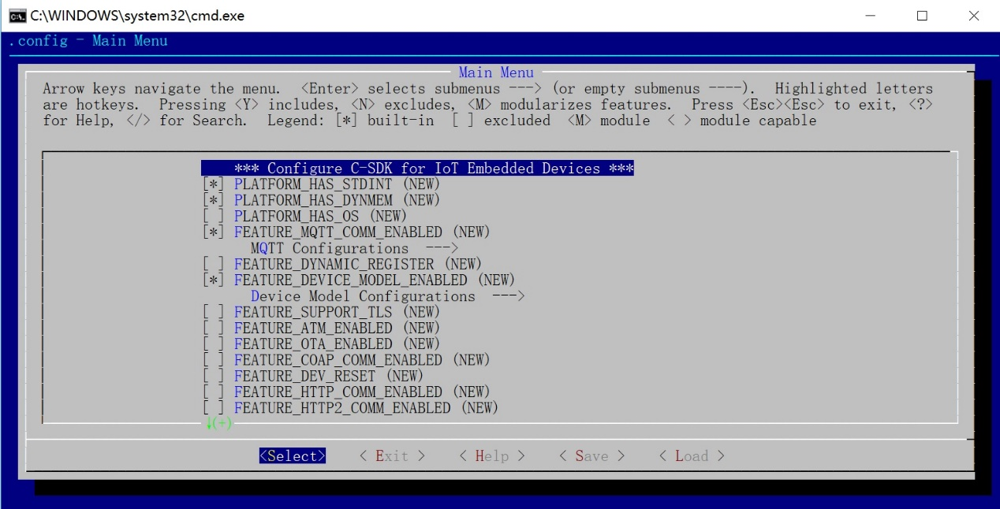 C:\WINDOWS\system32\cmd.exe
.config - Main Menu
Main Menu
Arrow keys navigate the menu. <Enter> selects submenus ---> (or empty submenus ----). Highlighted letters
are hotkeys. Pressing <Y> includes, <N> excludes, <M> modularizes features. Press <Esc><Esc> to exit, <?>
for Help, </> for Search. Legend: [*] built-in [ ] excluded <M> module < > module capable
*** Configure C-SDK for IoT Embedded Devices ***
[*] PLATFORM_HAS_STDINT (NEW)
[*] PLATFORM_HAS_DYNMEM (NEW)
[ ] PLATFORM_HAS_OS (NEW)
[*] FEATURE_MQTT_COMM_ENABLED (NEW)
MQTT Configurations --->
[ ] FEATURE_DYNAMIC_REGISTER (NEW)
[*] FEATURE_DEVICE_MODEL_ENABLED (NEW)
Device Model Configurations --->
[ ] FEATURE_SUPPORT_TLS (NEW)
[ ] FEATURE_ATM_ENABLED (NEW)
[ ] FEATURE_OTA_ENABLED (NEW)
[ ] FEATURE_COAP_COMM_ENABLED (NEW)
[ ] FEATURE_DEV_RESET (NEW)
[ ] FEATURE_HTTP_COMM_ENABLED (NEW)
[ ] FEATURE_HTTP2_COMM_ENABLED (NEW)
↓(+)
<Select> < Exit > < Help > < Save > < Load >